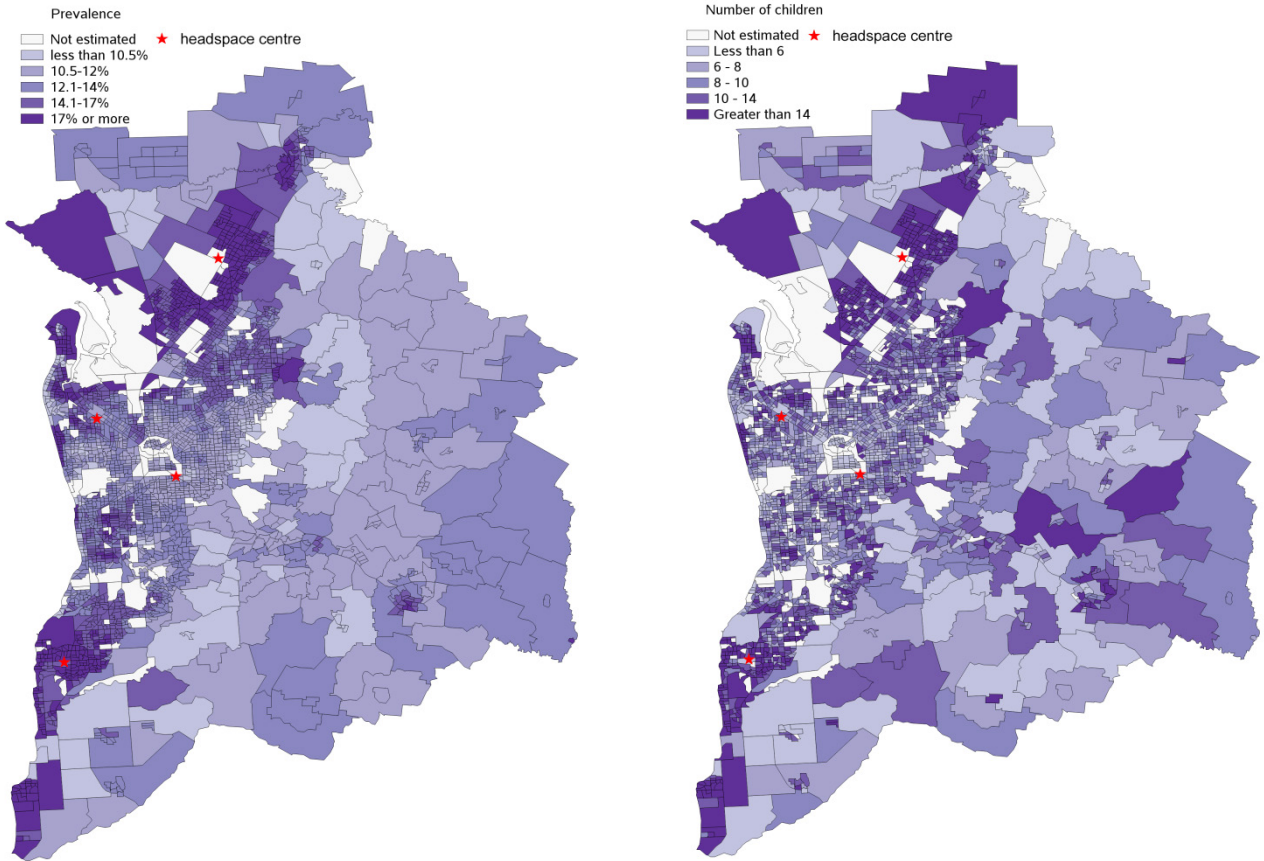 Prevalence
Not estimated ★ headspace centre
less than 10.5%
10.5-12%
12.1-14%
14.1-17%
17% or more
Number of children
Not estimated ★ headspace centre
Less than 6
6 - 8
8 - 10
10 - 14
Greater than 14